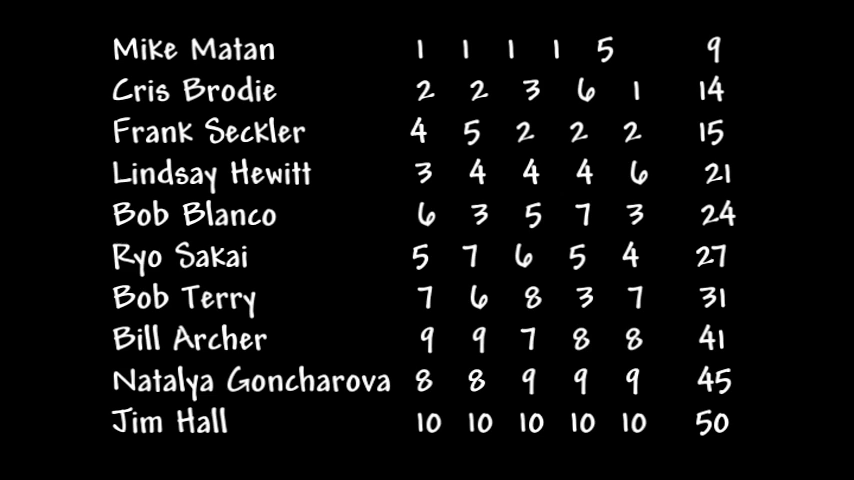 Mike Matan 1 1 1 1 5 9
Cris Brodie 2 2 3 6 1 14
Frank Seckler 4 5 2 2 2 15
Lindsay Hewitt 3 4 4 4 6 21
Bob Blanco 6 3 5 7 3 24
Ryo Sakai 5 7 6 5 4 27
Bob Terry 7 6 8 3 7 31
Bill Archer 9 9 7 8 8 41
Natalya Goncharova 8 8 9 9 9 45
Jim Hall 10 10 10 10 10 50